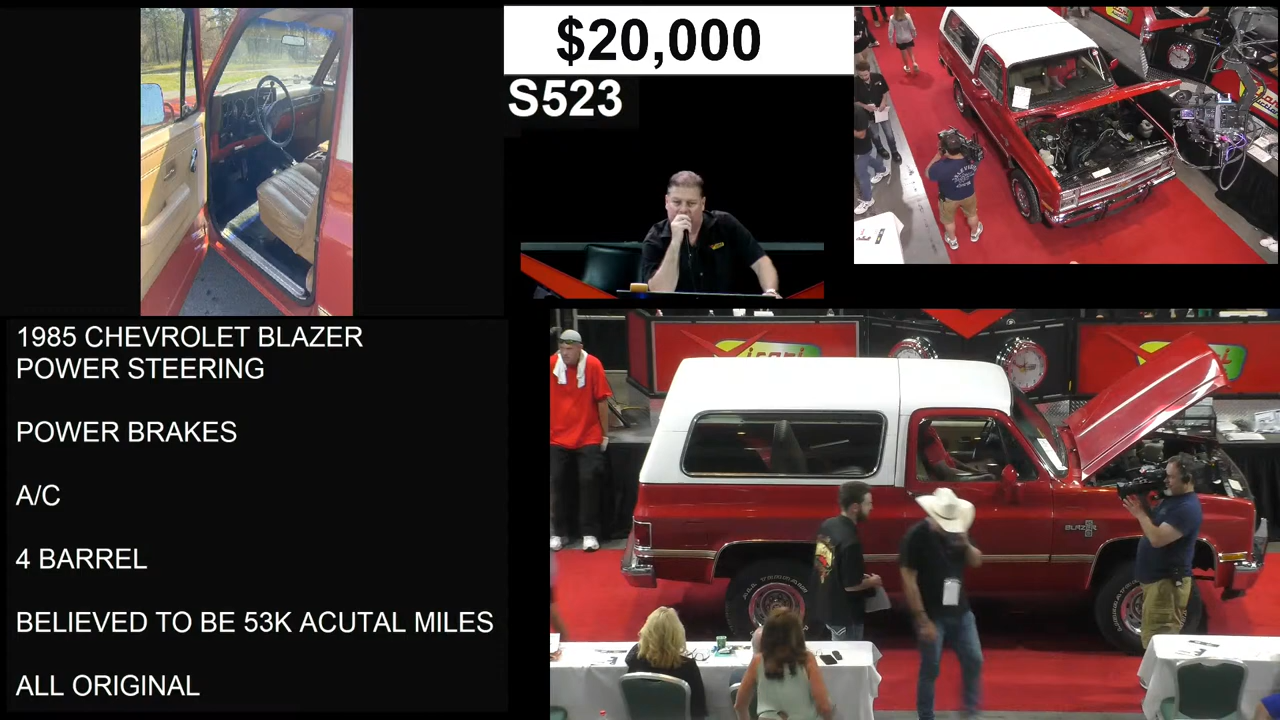 $20,000
S523
1985 CHEVROLET BLAZER
POWER STEERING
POWER BRAKES
A/C
4 BARREL
BELIEVED TO BE 53K ACUTAL MILES
ALL ORIGINAL
BLAZER